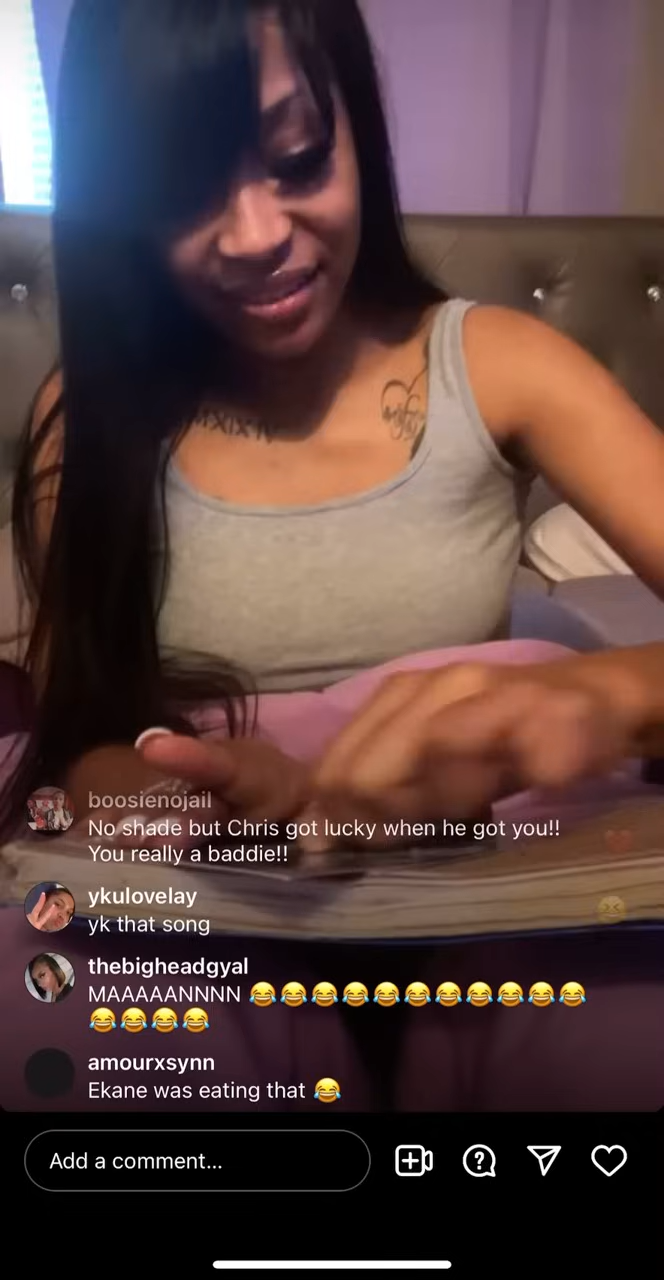 boosienojail
No shade but Chris got lucky when he got you!!
You really a baddie!!
ykulovelay
yk that song
thebigheadgyal
MAAAAANNNN 😂😂😂😂😂😂😂😂😂😂😂
😂😂😂😂
amourxsynn
Ekane was eating that 😂
Add a comment...